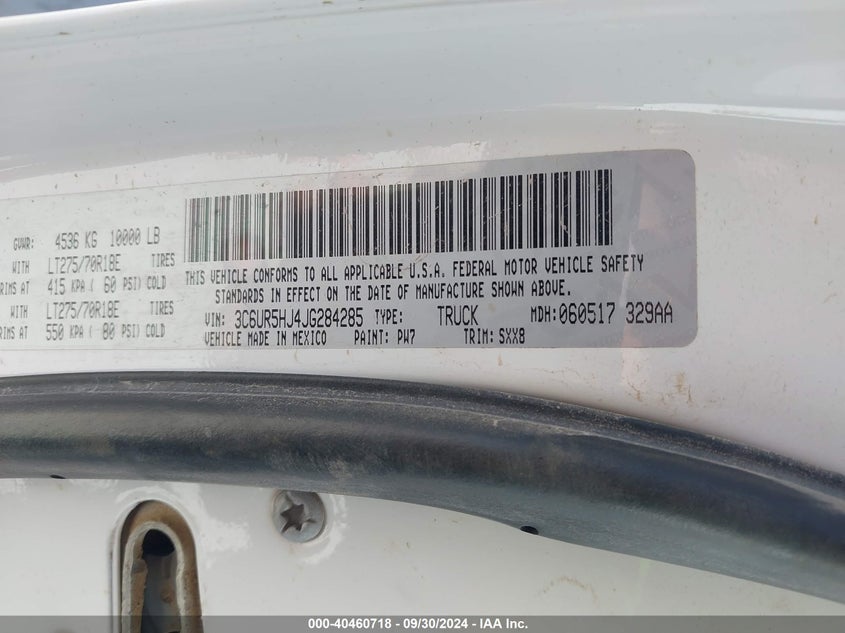 GVWR: 4536 KG 10000 LB
WITH LT275/70R18E TIRES
RIMS AT 415 KPA ( 60 PSI) COLD
WITH LT275/70R18E TIRES
RIMS AT 550 KPA ( 80 PSI) COLD
THIS VEHICLE CONFORMS TO ALL APPLICABLE U.S.A. FEDERAL MOTOR VEHICLE SAFETY
STANDARDS IN EFFECT ON THE DATE OF MANUFACTURE SHOWN ABOVE.
VIN: 3C6UR5HJ4JG284285 TYPE: TRUCK MDH: 060517 329AA
VEHICLE MADE IN MEXICO PAINT: PW7 TRIM: SXX8
000-40460718 - 09/30/2024 - IAA Inc.